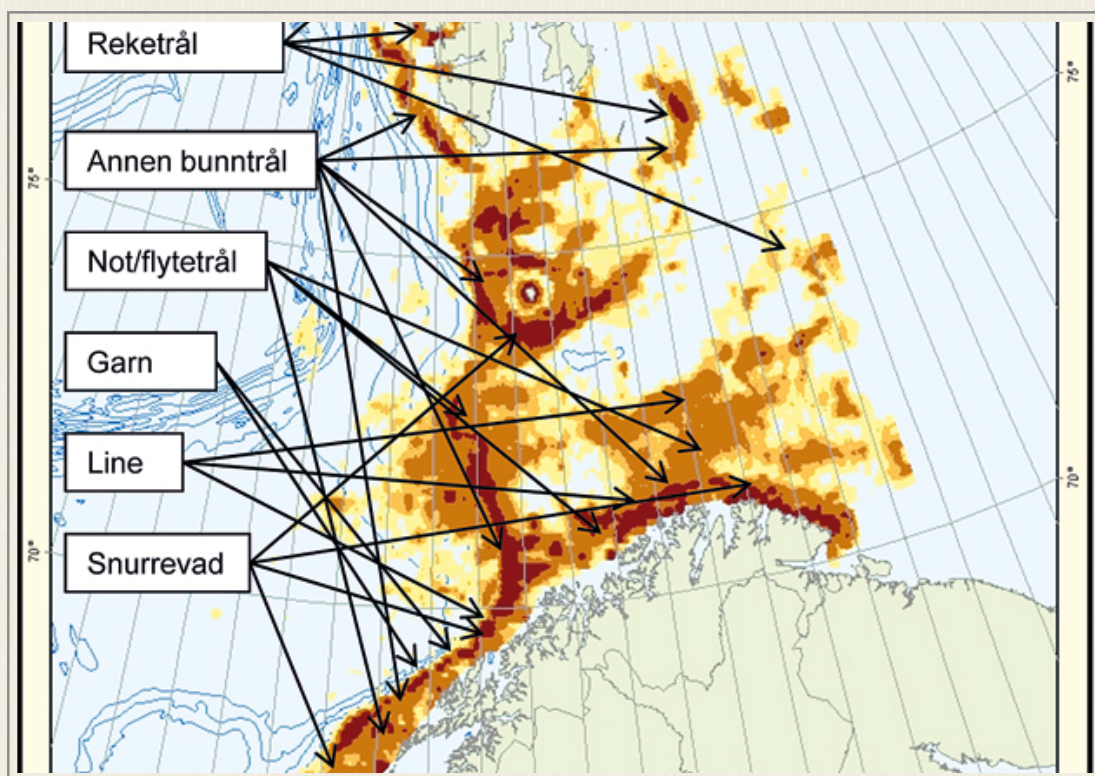 Reketrål
75°
Annen bunntrål
75°
Not/flytetrål
Garn
Line
70°
Snurrevad
70°